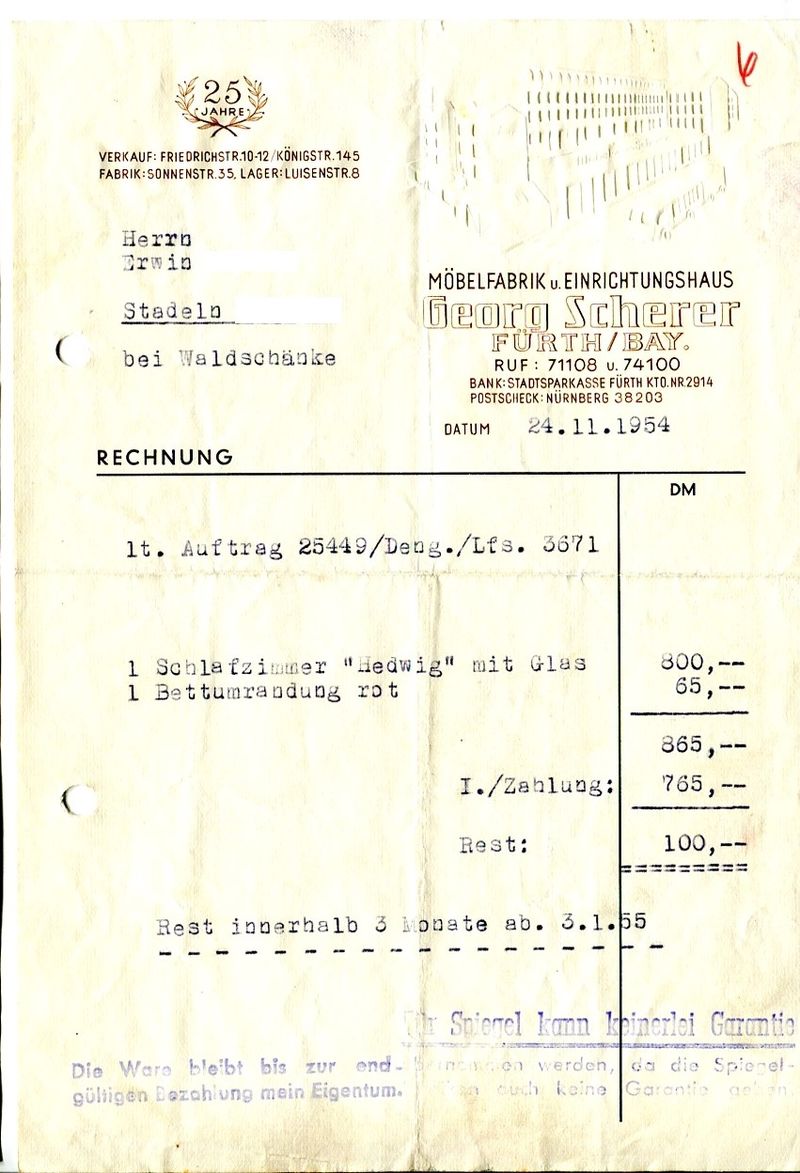 25
JAHRE
VERKAUF: FRIEDRICHSTR.10-12/KÖNIGSTR.145
FABRIK: SONNENSTR.35, LAGER: LUISENSTR.8
6
Herrn
Erwin
Stadeln
bei Waldschänke
MÖBELFABRIK u. EINRICHTUNGSHAUS
Georg Scherer
FÜRTH/BAY.
RUF: 71108 u. 74100
BANK: STADTSPARKASSE FÜRTH KTO.NR.2914
POSTSCHECK: NÜRNBERG 38203
DATUM 24.11.1954
RECHNUNG
DM
lt. Auftrag 25449/Deng./Lfs. 3671
1 Schlafzimmer "Hedwig" mit Glas 800,--
1 Bettumrandung rot 65,--
865,--
I./Zahlung: 765,--
Rest: 100,--
Rest innerhalb 3 Monate ab. 3.1.55
Für Spiegel kann keinerlei Garantie
werden, da die Spiegel-
auch keine Garantie geben.
Die Ware bleibt bis zur end-
gültigen Bezahlung mein Eigentum.